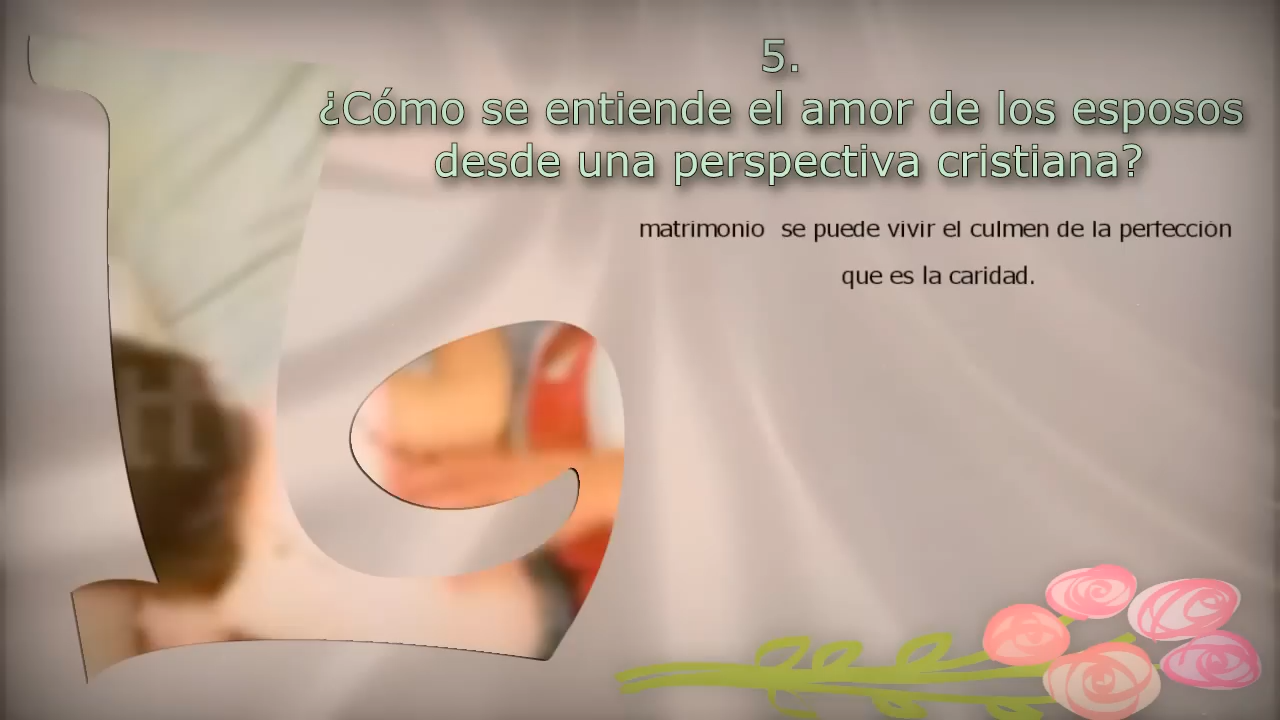 5.
¿Cómo se entiende el amor de los esposos
desde una perspectiva cristiana?
matrimonio se puede vivir el culmen de la perfección
que es la caridad.